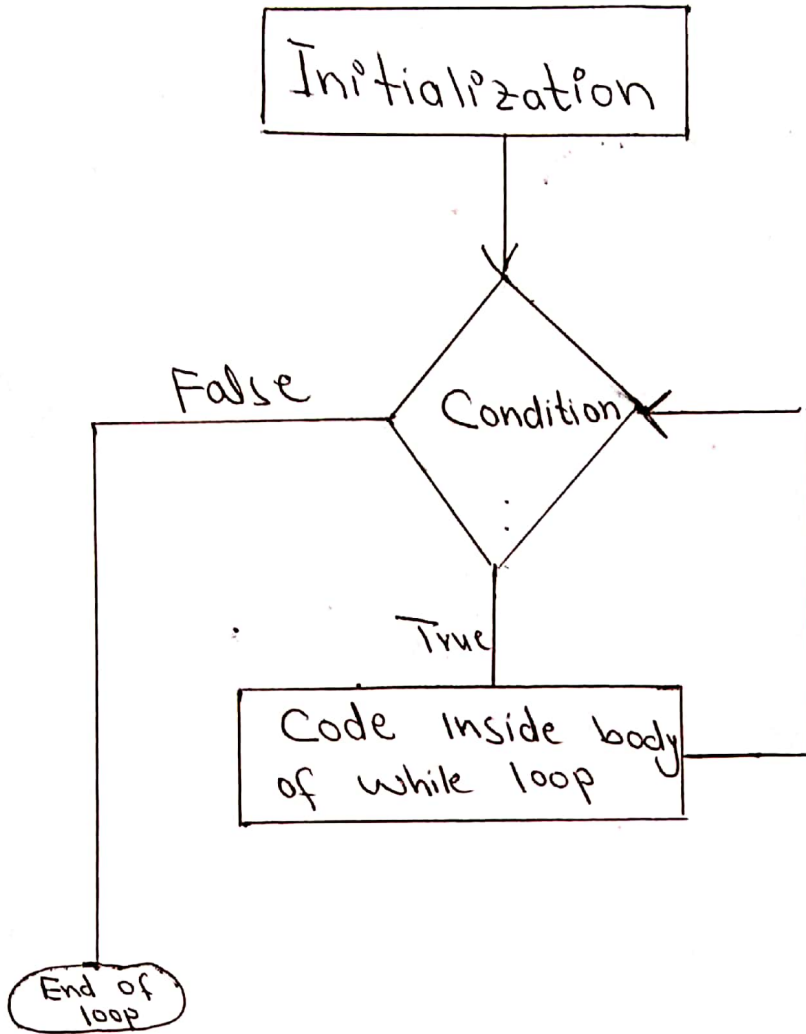 Initialization
False
Condition
True
Code inside body
of while loop
End of
loop